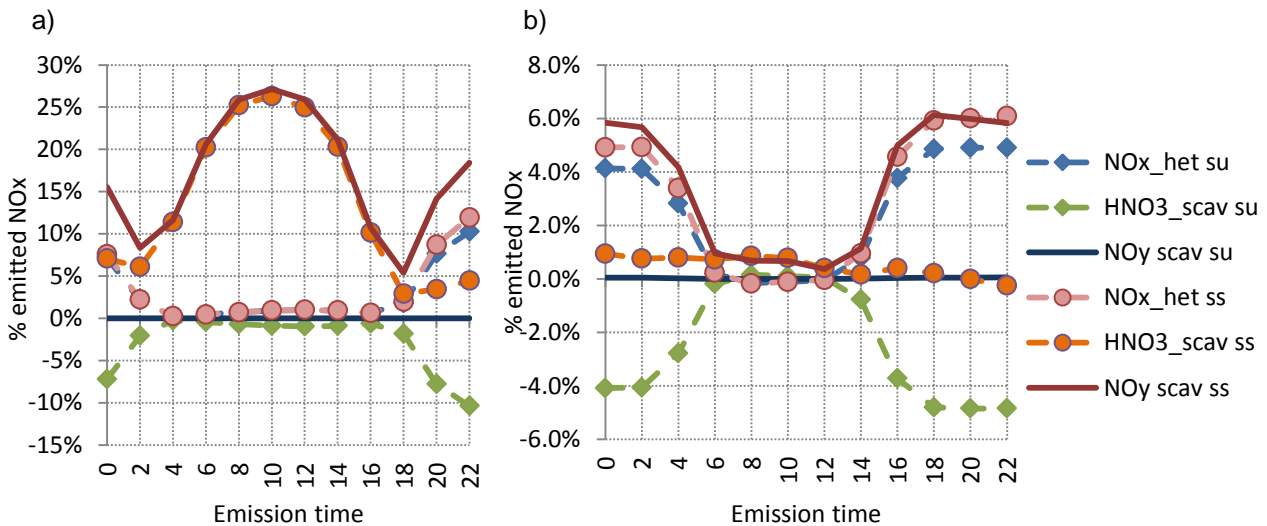 a)
30%
25%
20%
15%
10%
5%
0%
-5%
-10%
-15%
% emitted NOx
0 2 4 6 8 10 12 14 16 18 20 22
Emission time
b)
8.0%
6.0%
4.0%
2.0%
0.0%
-2.0%
-4.0%
-6.0%
% emitted NOx
0 2 4 6 8 10 12 14 16 18 20 22
Emission time
NOx_het su
HNO3_scav su
NOy scav su
NOx_het ss
HNO3_scav ss
NOy scav ss